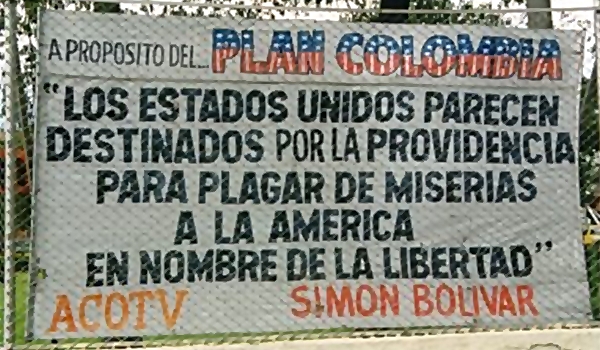 A PROPOSITO DEL... PLAN COLOMBIA
"LOS ESTADOS UNIDOS PARECEN
DESTINADOS POR LA PROVIDENCIA
PARA PLAGAR DE MISERIAS
A LA AMERICA
EN NOMBRE DE LA LIBERTAD"
ACOTV SIMON BOLIVAR